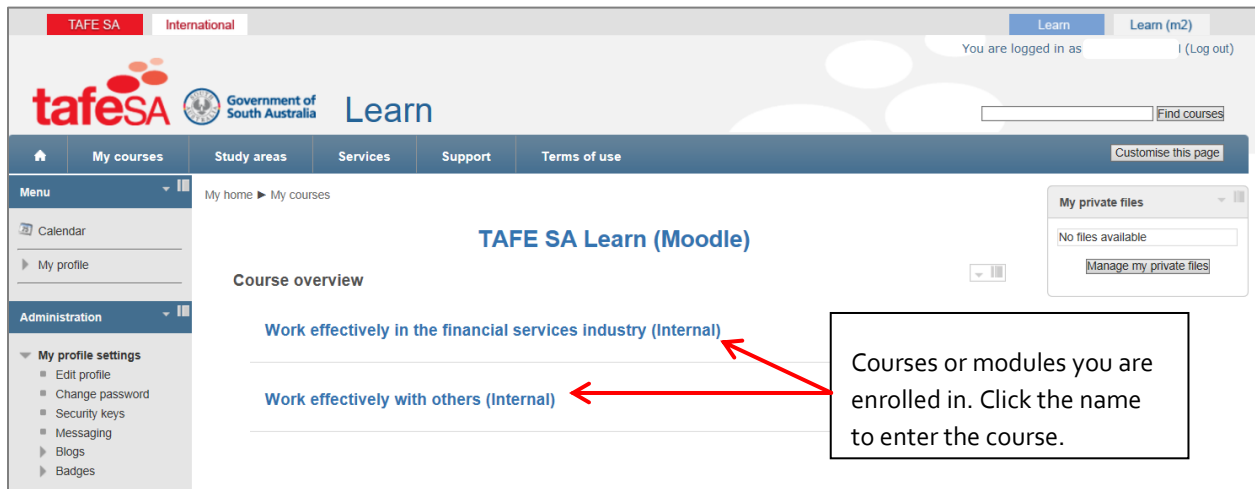 TAFE SA International Learn Learn (m2)
You are logged in as (Log out)
tafeSA Government of South Australia Learn
Find courses
My courses Study areas Services Support Terms of use Customise this page
Menu
My home ► My courses
My private files
Calendar
No files available
TAFE SA Learn (Moodle)
My profile
Manage my private files
Course overview
Administration
Work effectively in the financial services industry (Internal)
My profile settings
Edit profile
Change password
Security keys
Messaging
Blogs
Badges
Work effectively with others (Internal)
Courses or modules you are
enrolled in. Click the name
to enter the course.